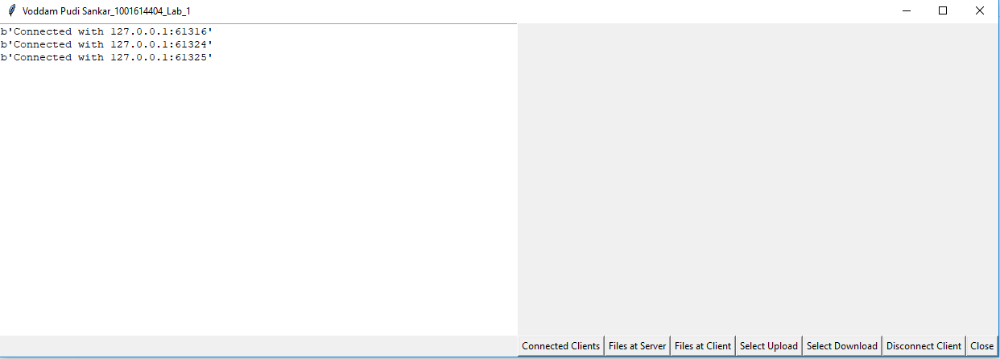 Voddam Pudi Sankar_1001614404_Lab_1
b'Connected with 127.0.0.1:61316'
b'Connected with 127.0.0.1:61324'
b'Connected with 127.0.0.1:61325'
Connected Clients Files at Server Files at Client Select Upload Select Download Disconnect Client Close